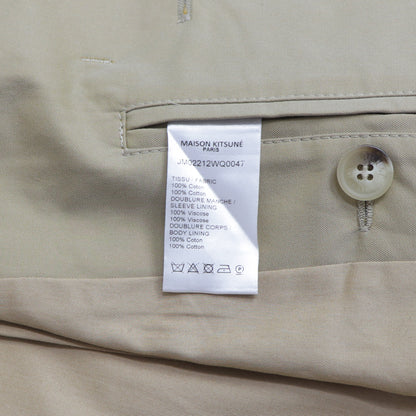 MAISON KITSUNÉ
PARIS
JM02212WQ0047
TISSU / FABRIC
100% Coton
100% Cotton
DOUBLURE MANCHE /
SLEEVE LINING
100% Viscose
100% Viscose
DOUBLURE CORPS /
BODY LINING
100% Coton
100% Cotton